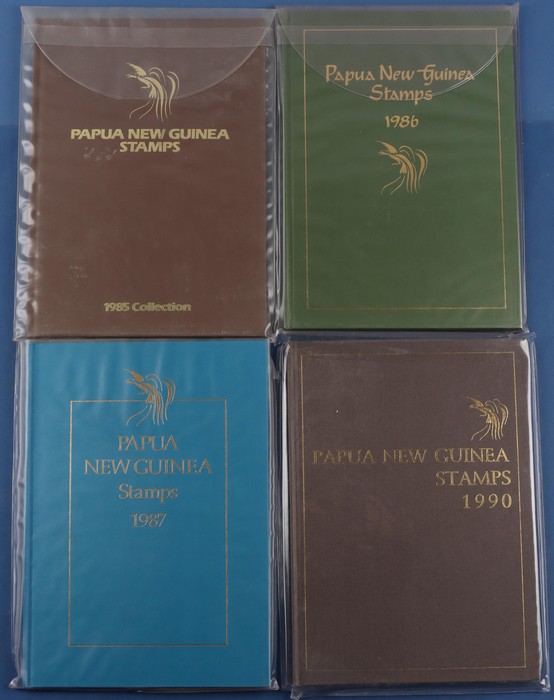 PAPUA NEW GUINEA
STAMPS
1985 Collection
Papua New Guinea
Stamps
1986
PAPUA
NEW GUINEA
Stamps
1987
PAPUA NEW GUINEA
STAMPS
1990